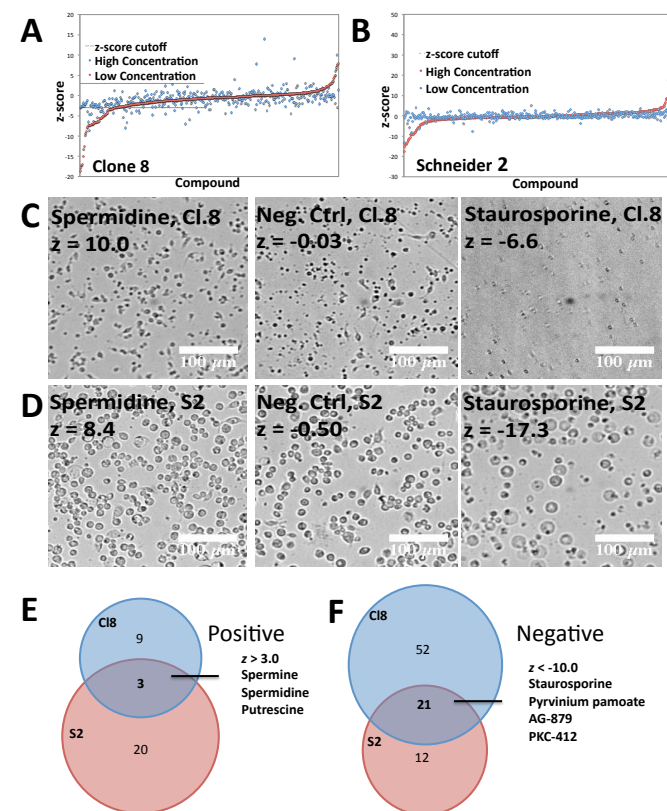 A
z-score
20
15
10
5
0
-5
-10
-15
-20
z-score cutoff
High Concentration
Low Concentration
Clone 8
Compound
B
z-score
50
40
30
20
10
0
-10
-20
-30
z-score cutoff
High Concentration
Low Concentration
Schneider 2
Compound
C
Spermidine, Cl.8
z = 10.0
100 µm
Neg. Ctrl, Cl.8
z = -0.03
100 µm
Staurosporine, Cl.8
z = -6.6
100 µm
D
Spermidine, S2
z = 8.4
100 µm
Neg. Ctrl, S2
z = -0.50
100 µm
Staurosporine, S2
z = -17.3
100 µm
E
Cl8
9
3
S2
20
Positive
z > 3.0
Spermine
Spermidine
Putrescine
F
Cl8
52
21
S2
12
Negative
z < -10.0
Staurosporine
Pyrvinium pamoate
AG-879
PKC-412